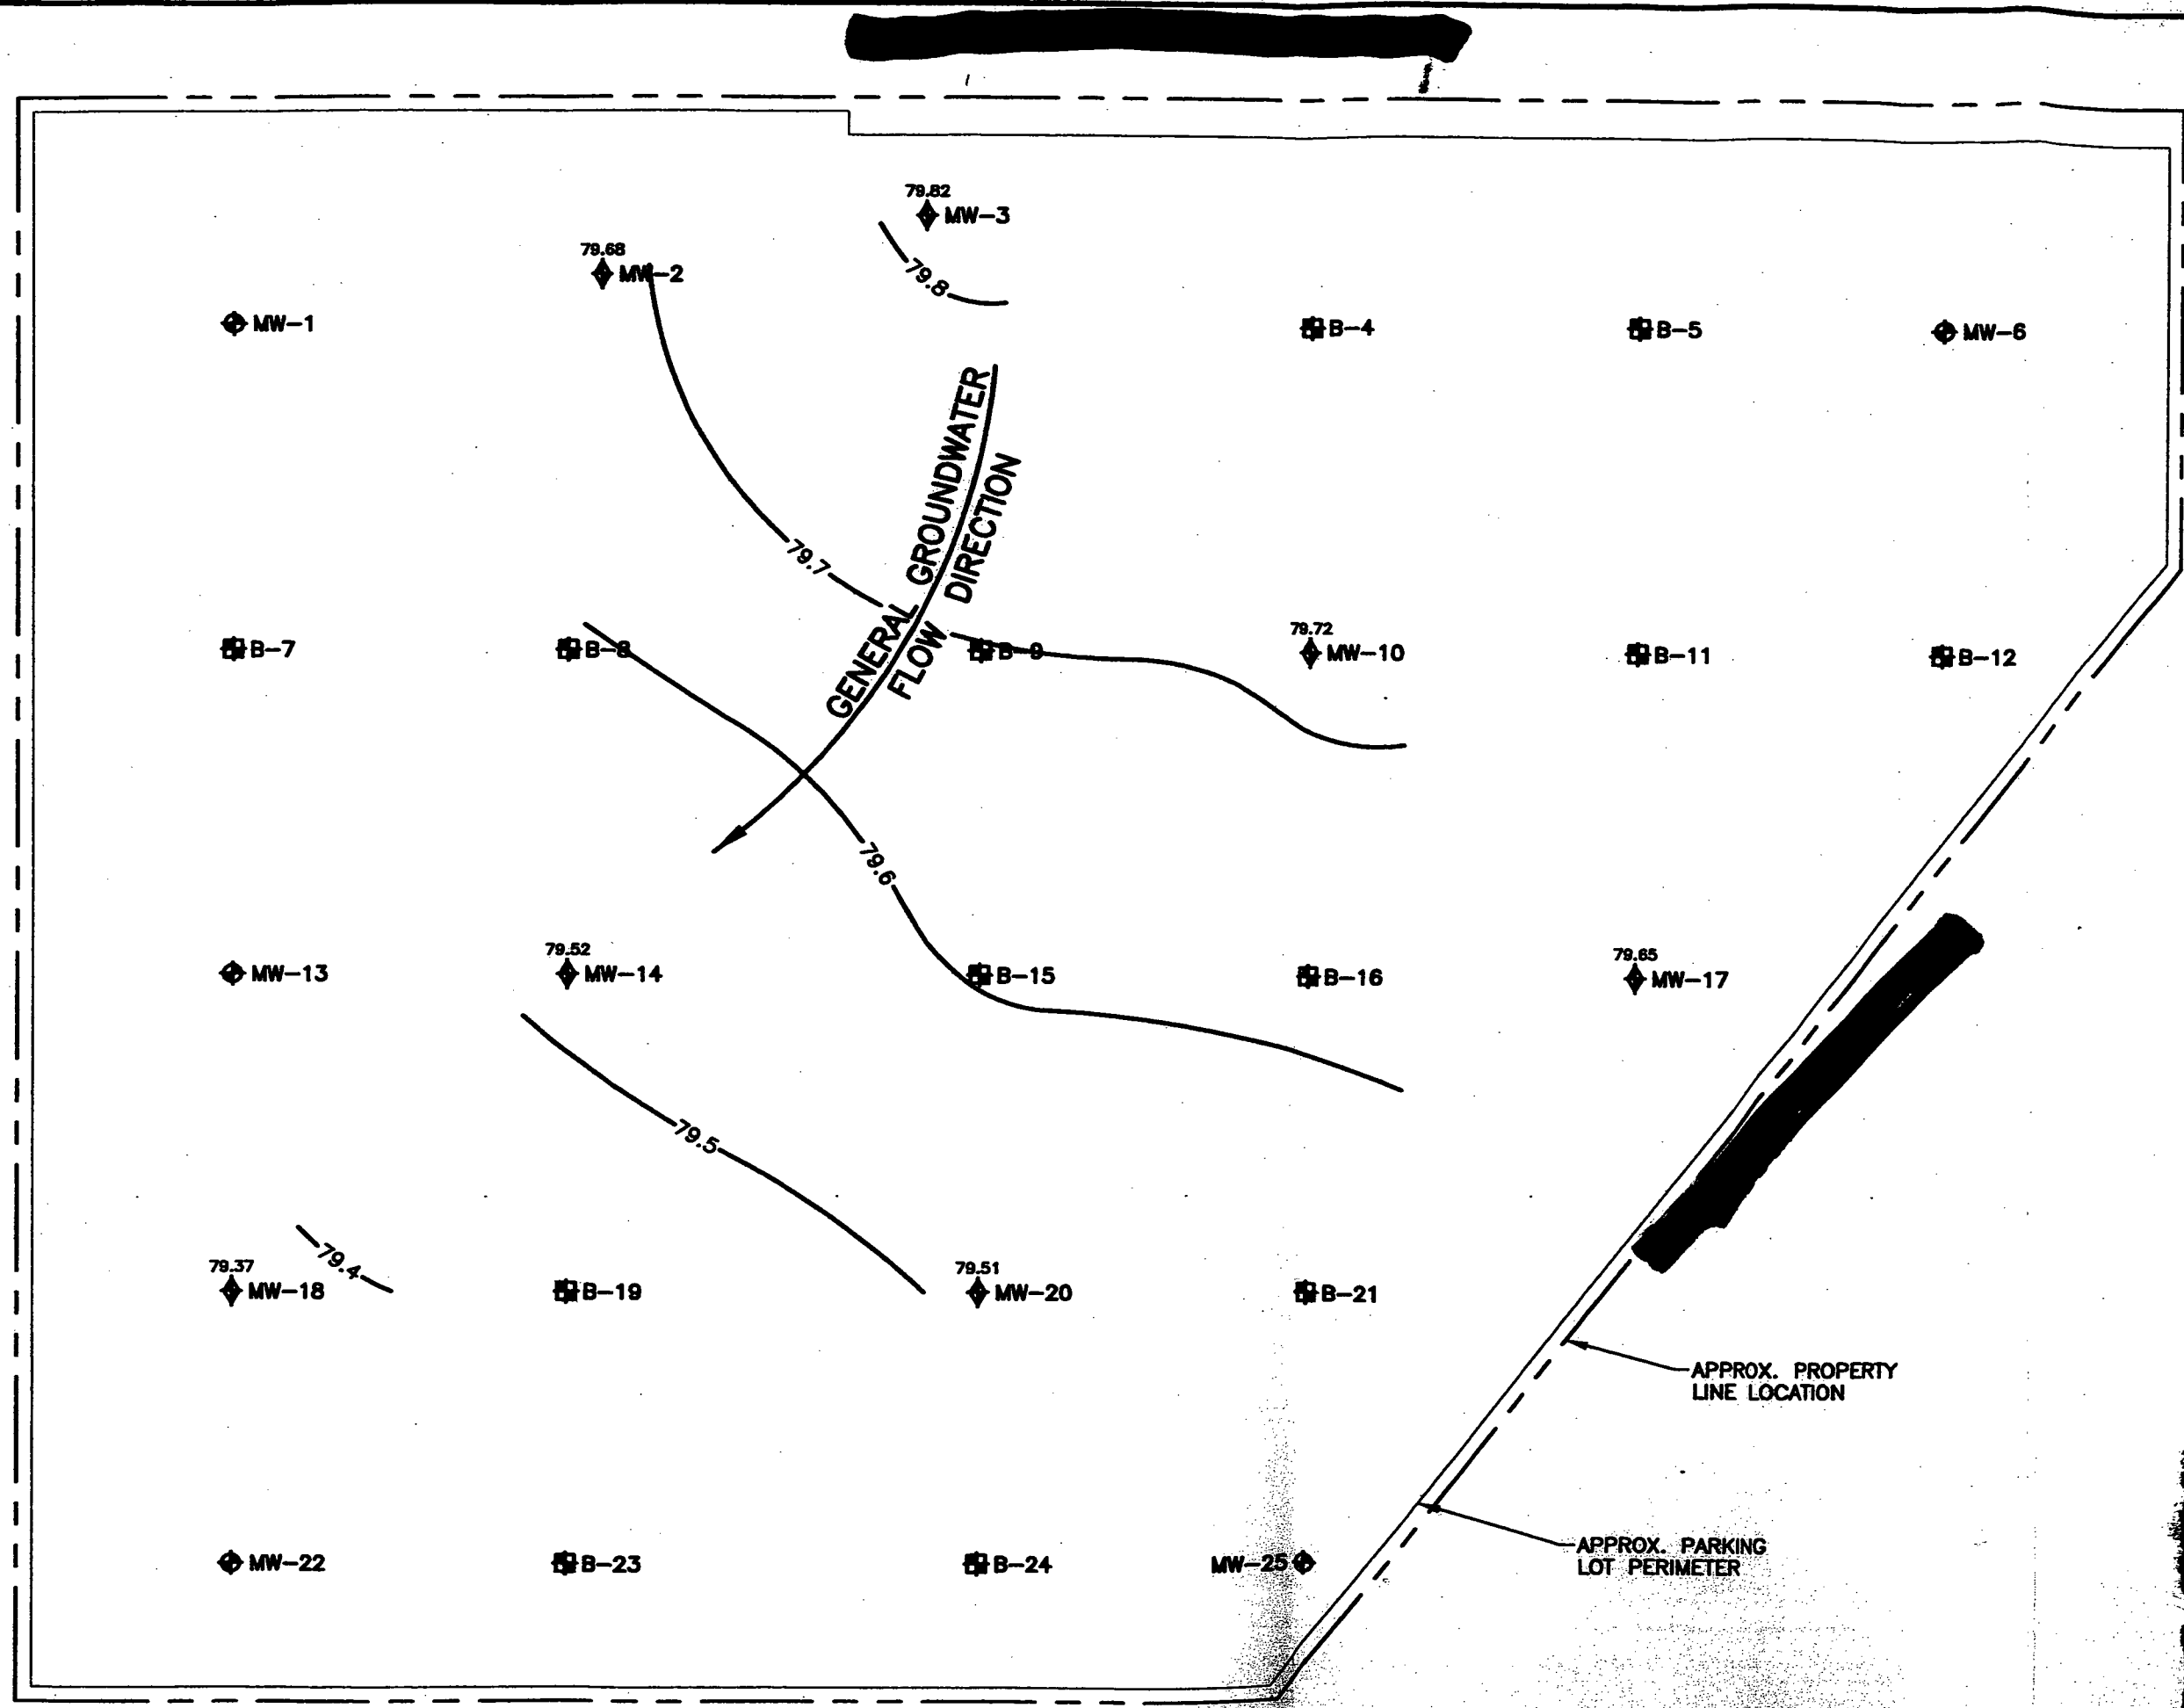 79.82
MW-3
79.68
MW-2
79.8
MW-1
B-4
B-5
MW-6
GENERAL GROUNDWATER
FLOW DIRECTION
79.7
B-7
B-8
B-9
79.72
MW-10
B-11
B-12
79.6
MW-13
79.52
MW-14
B-15
B-16
79.65
MW-17
79.5
79.4
79.37
MW-18
B-19
79.51
MW-20
B-21
APPROX. PROPERTY
LINE LOCATION
MW-22
B-23
B-24
MW-25
APPROX. PARKING
LOT PERIMETER